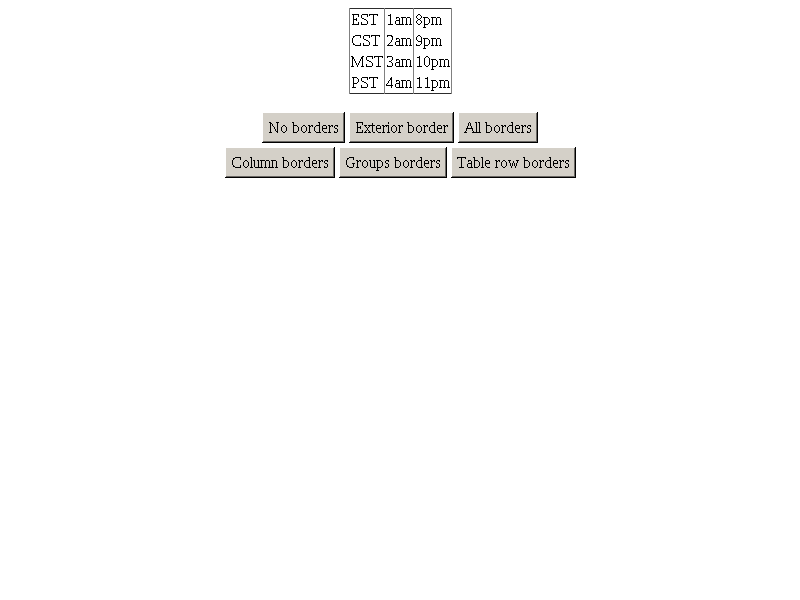 EST 1am 8pm
CST 2am 9pm
MST 3am 10pm
PST 4am 11pm
No borders Exterior border All borders
Column borders Groups borders Table row borders